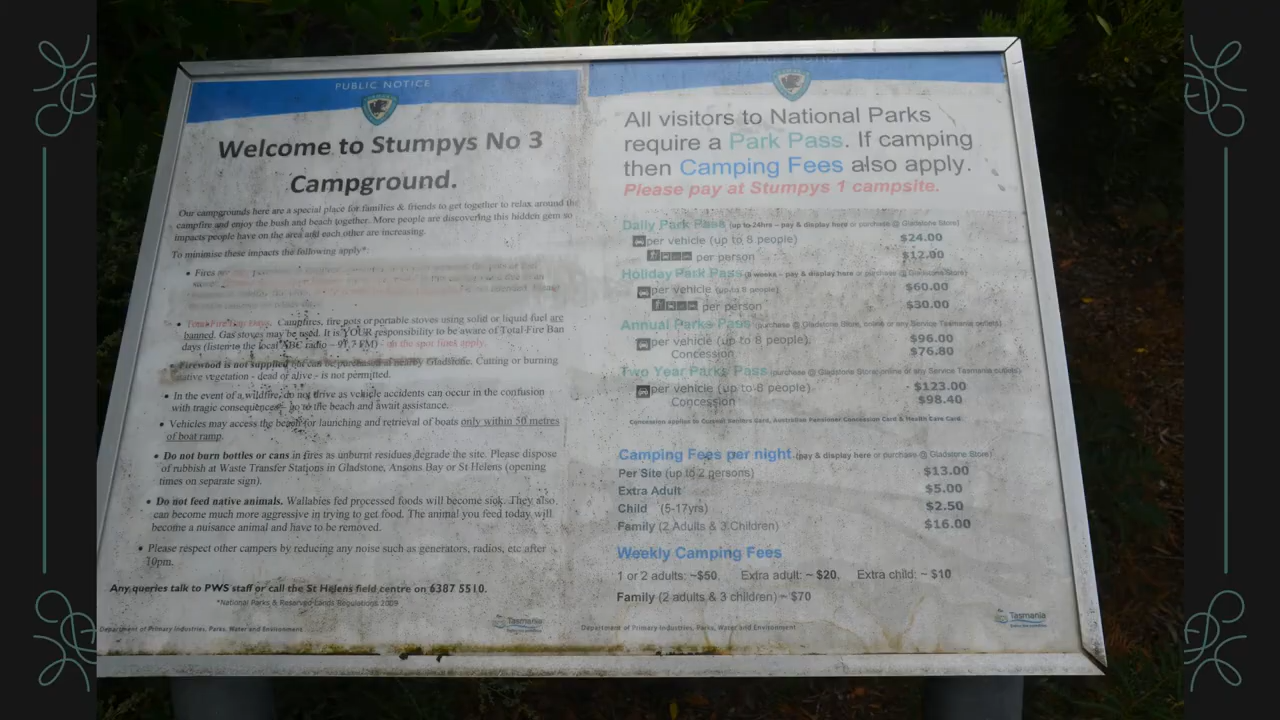 PUBLIC NOTICE
Welcome to Stumpys No 3
Campground.
Our campgrounds here are a special place for families & friends to get together to relax around the
campfire and enjoy the bush and beach together. More people are discovering this hidden gem so
impacts people have on the area and each other are increasing.
To minimise these impacts the following apply*:
• Fires
• Total Fire Ban Days. Campfires, fire pots or portable stoves using solid or liquid fuel are
banned. Gas stoves may be used. It is YOUR responsibility to be aware of Total Fire Ban
days (listen to the local ABC radio – 91.7 FM) - on the spot fines apply.
• Firewood is not supplied but can be purchased at nearby Gladstone. Cutting or burning
native vegetation - dead or alive - is not permitted.
• In the event of a wildfire, do not drive as vehicle accidents can occur in the confusion
with tragic consequences - go to the beach and await assistance.
• Vehicles may access the beach for launching and retrieval of boats only within 50 metres
of boat ramp.
• Do not burn bottles or cans in fires as unburnt residues degrade the site. Please dispose
of rubbish at Waste Transfer Stations in Gladstone, Ansons Bay or St Helens (opening
times on separate sign).
• Do not feed native animals. Wallabies fed processed foods will become sick. They also
can become much more aggressive in trying to get food. The animal you feed today will
become a nuisance animal and have to be removed.
• Please respect other campers by reducing any noise such as generators, radios, etc after
10pm.
Any queries talk to PWS staff or call the St Helens field centre on 6387 5510.
*National Parks & Reserved Lands Regulations 2009
Department of Primary Industries, Parks, Water and Environment
Tasmania
PUBLIC NOTICE
All visitors to National Parks
require a Park Pass. If camping
then Camping Fees also apply.
Please pay at Stumpys 1 campsite.
Daily Park Pass (up to 24hrs – pay & display here or purchase @ Gladstone Store)
per vehicle (up to 8 people) $24.00
per person $12.00
Holiday Park Pass (8 weeks – pay & display here or purchase @ Gladstone Store)
per vehicle (up to 8 people) $60.00
per person $30.00
Annual Parks Pass (purchase @ Gladstone Store, online or any Service Tasmania outlets)
per vehicle (up to 8 people) $96.00
Concession $76.80
Two Year Parks Pass (purchase @ Gladstone Store, online or any Service Tasmania outlets)
per vehicle (up to 8 people) $123.00
Concession $98.40
Concession applies to Current Seniors Card, Australian Pensioner Concession Card & Health Care Card.
Camping Fees per night (pay & display here or purchase @ Gladstone Store)
Per Site (up to 2 persons) $13.00
Extra Adult $5.00
Child (5-17yrs) $2.50
Family (2 Adults & 3 Children) $16.00
Weekly Camping Fees
1 or 2 adults: ~$50, Extra adult: ~ $20, Extra child: ~ $10
Family (2 adults & 3 children) ~ $70
Department of Primary Industries, Parks, Water and Environment
Tasmania